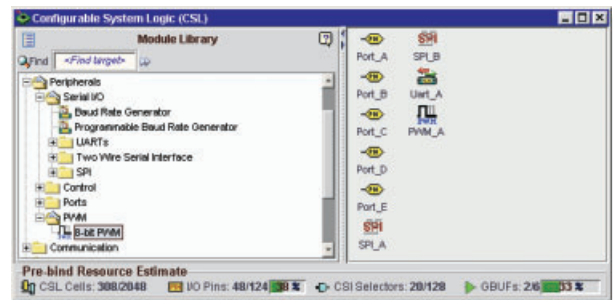 Configurable System Logic (CSL)
Module Library
Find <Find target>
Peripherals
Serial I/O
Baud Rate Generator
Programmable Baud Rate Generator
UARTs
Two Wire Serial Interface
SPI
Control
Ports
PWM
8-bit PWM
Communication
Port_A
SPI_B
Port_B
Uart_A
Port_C
PWM_A
Port_D
Port_E
SPI_A
Pre-bind Resource Estimate
CSL Cells: 308/2048 I/O Pins: 48/124 38 % CSI Selectors: 20/128 GBUFs: 2/6 33 %